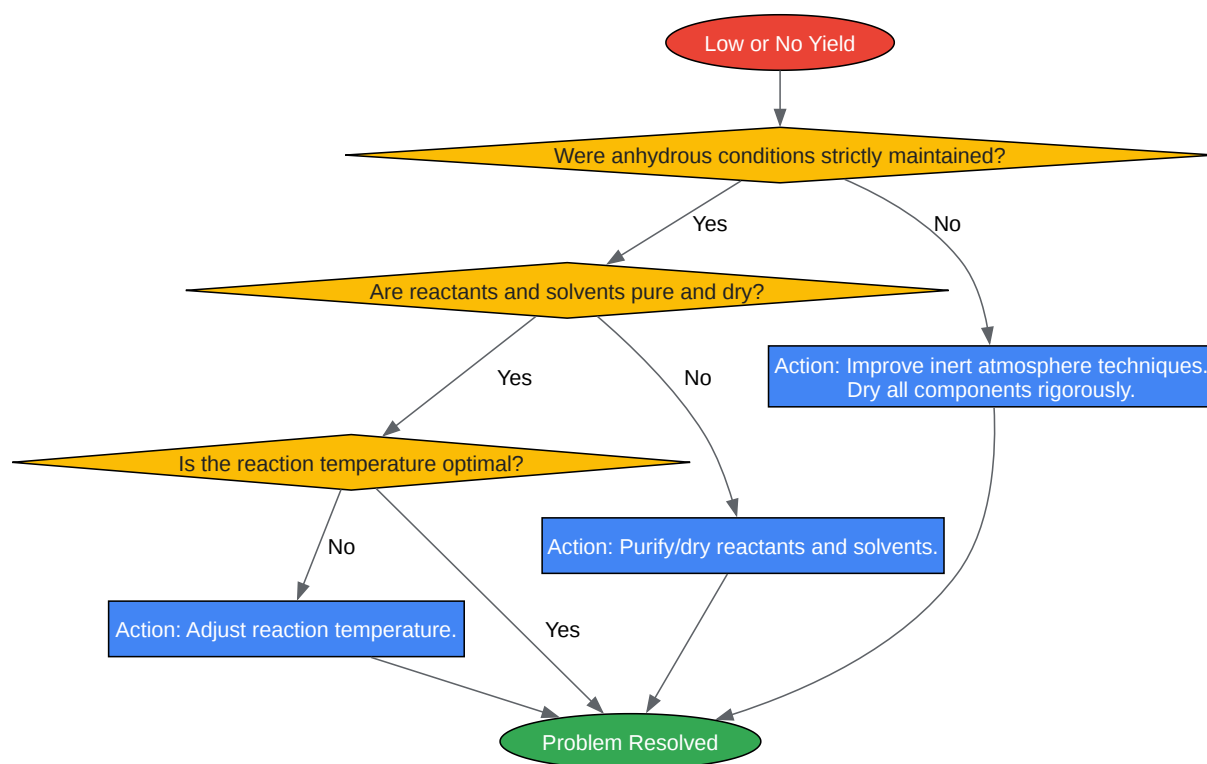 Low or No Yield
Were anhydrous conditions strictly maintained?
Yes
No
Are reactants and solvents pure and dry?
Action: Improve inert atmosphere techniques.
Dry all components rigorously.
Yes
No
Is the reaction temperature optimal?
Action: Purify/dry reactants and solvents.
No
Action: Adjust reaction temperature.
Yes
Problem Resolved